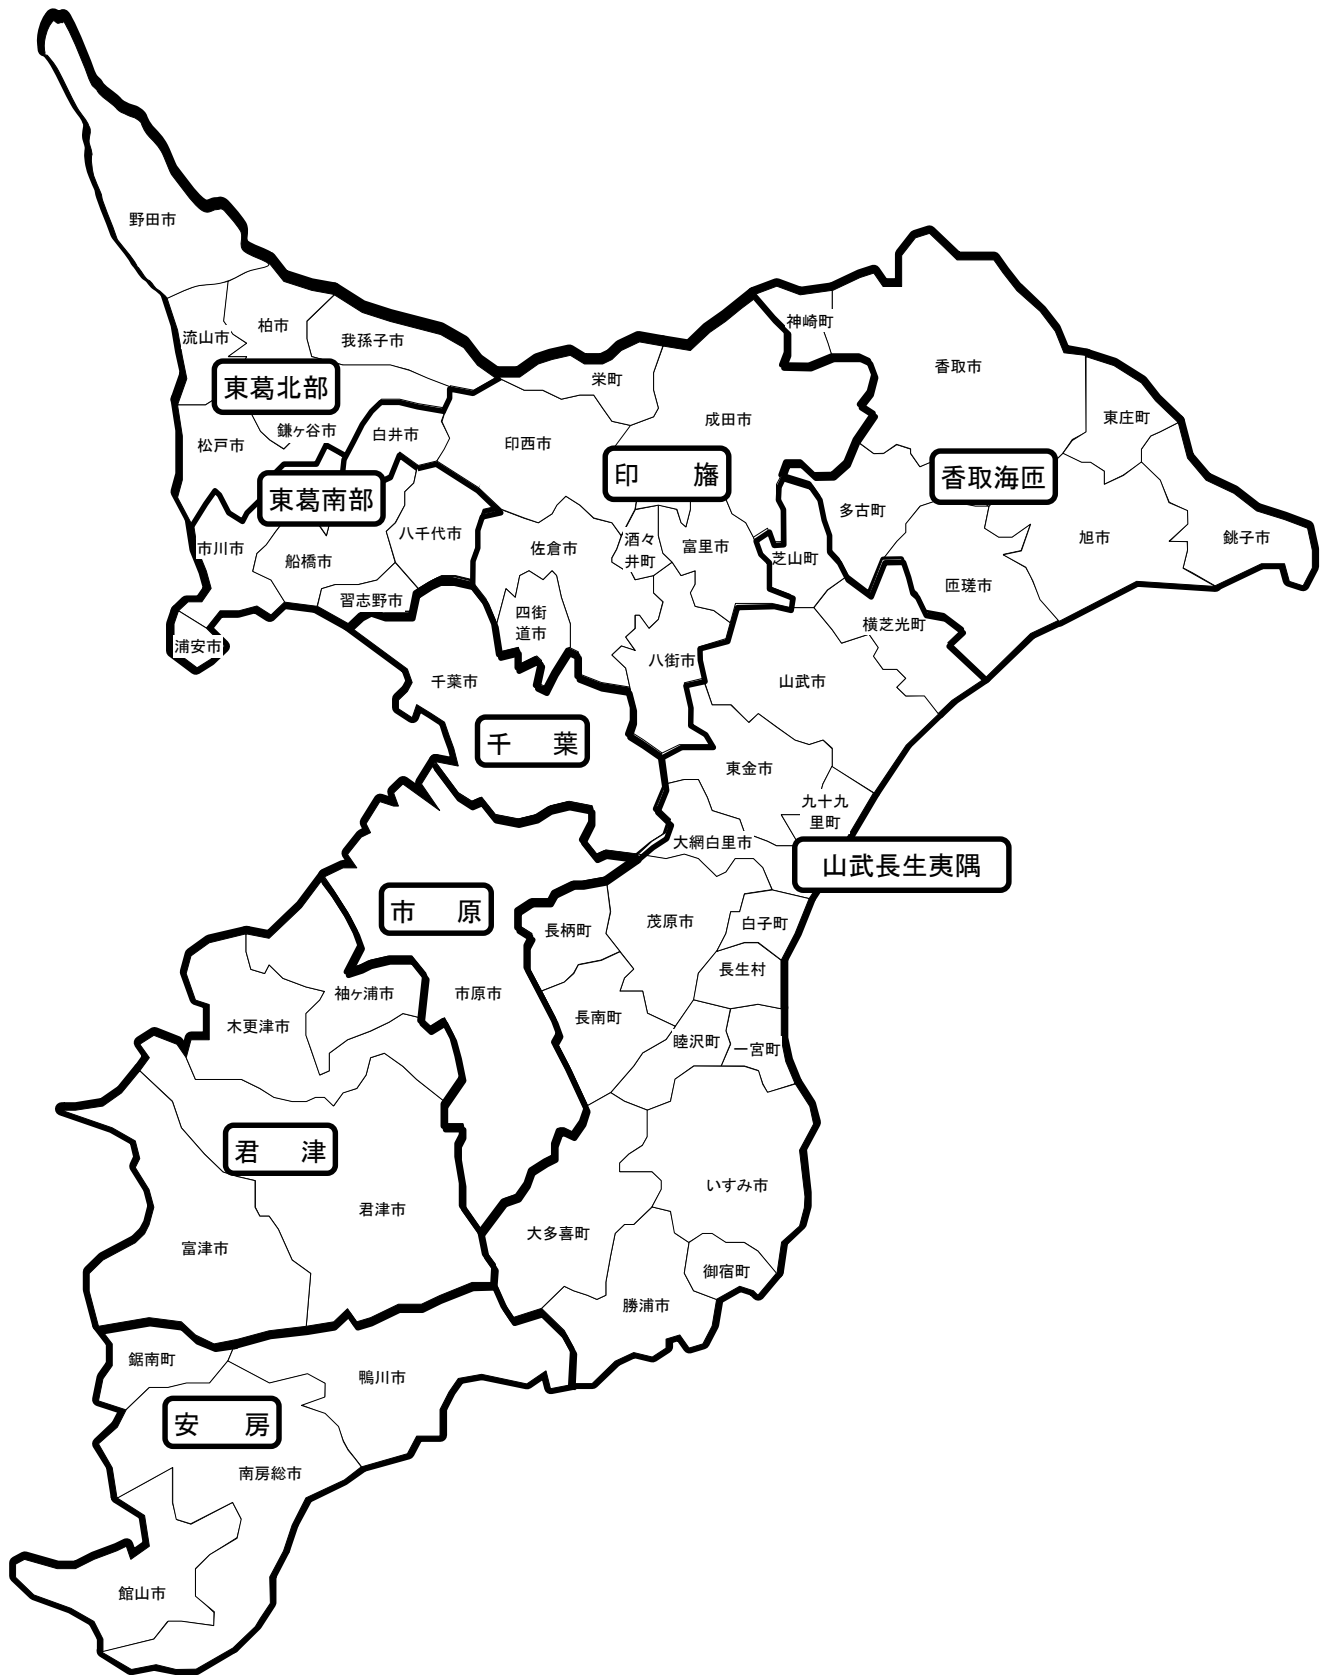 野田市
流山市
柏市
我孫子市
東葛北部
松戸市
鎌ヶ谷市
白井市
東葛南部
市川市
船橋市
八千代市
習志野市
浦安市
栄町
印西市
成田市
印　旛
佐倉市
酒々
井町
富里市
四街
道市
八街市
神崎町
香取市
東庄町
香取海匝
多古町
旭市
銚子市
匝瑳市
芝山町
横芝光町
山武市
千葉市
千　葉
東金市
九十九
里町
大網白里市
山武長生夷隅
市　原
市原市
長柄町
茂原市
白子町
長生村
長南町
睦沢町
一宮町
袖ヶ浦市
木更津市
君　津
君津市
富津市
いすみ市
大多喜町
御宿町
勝浦市
鋸南町
鴨川市
安　房
南房総市
館山市